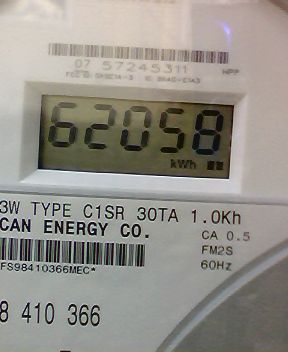 07 57245311
62058
kWh
3W TYPE C1SR 30TA 1.0Kh
CAN ENERGY CO.
CA 0.5
FM2S
60Hz
FS98410366MEC*
8 410 366